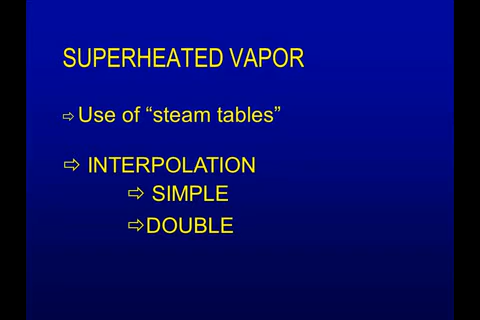 SUPERHEATED VAPOR
⇨ Use of “steam tables”
⇨ INTERPOLATION
⇨ SIMPLE
⇨DOUBLE